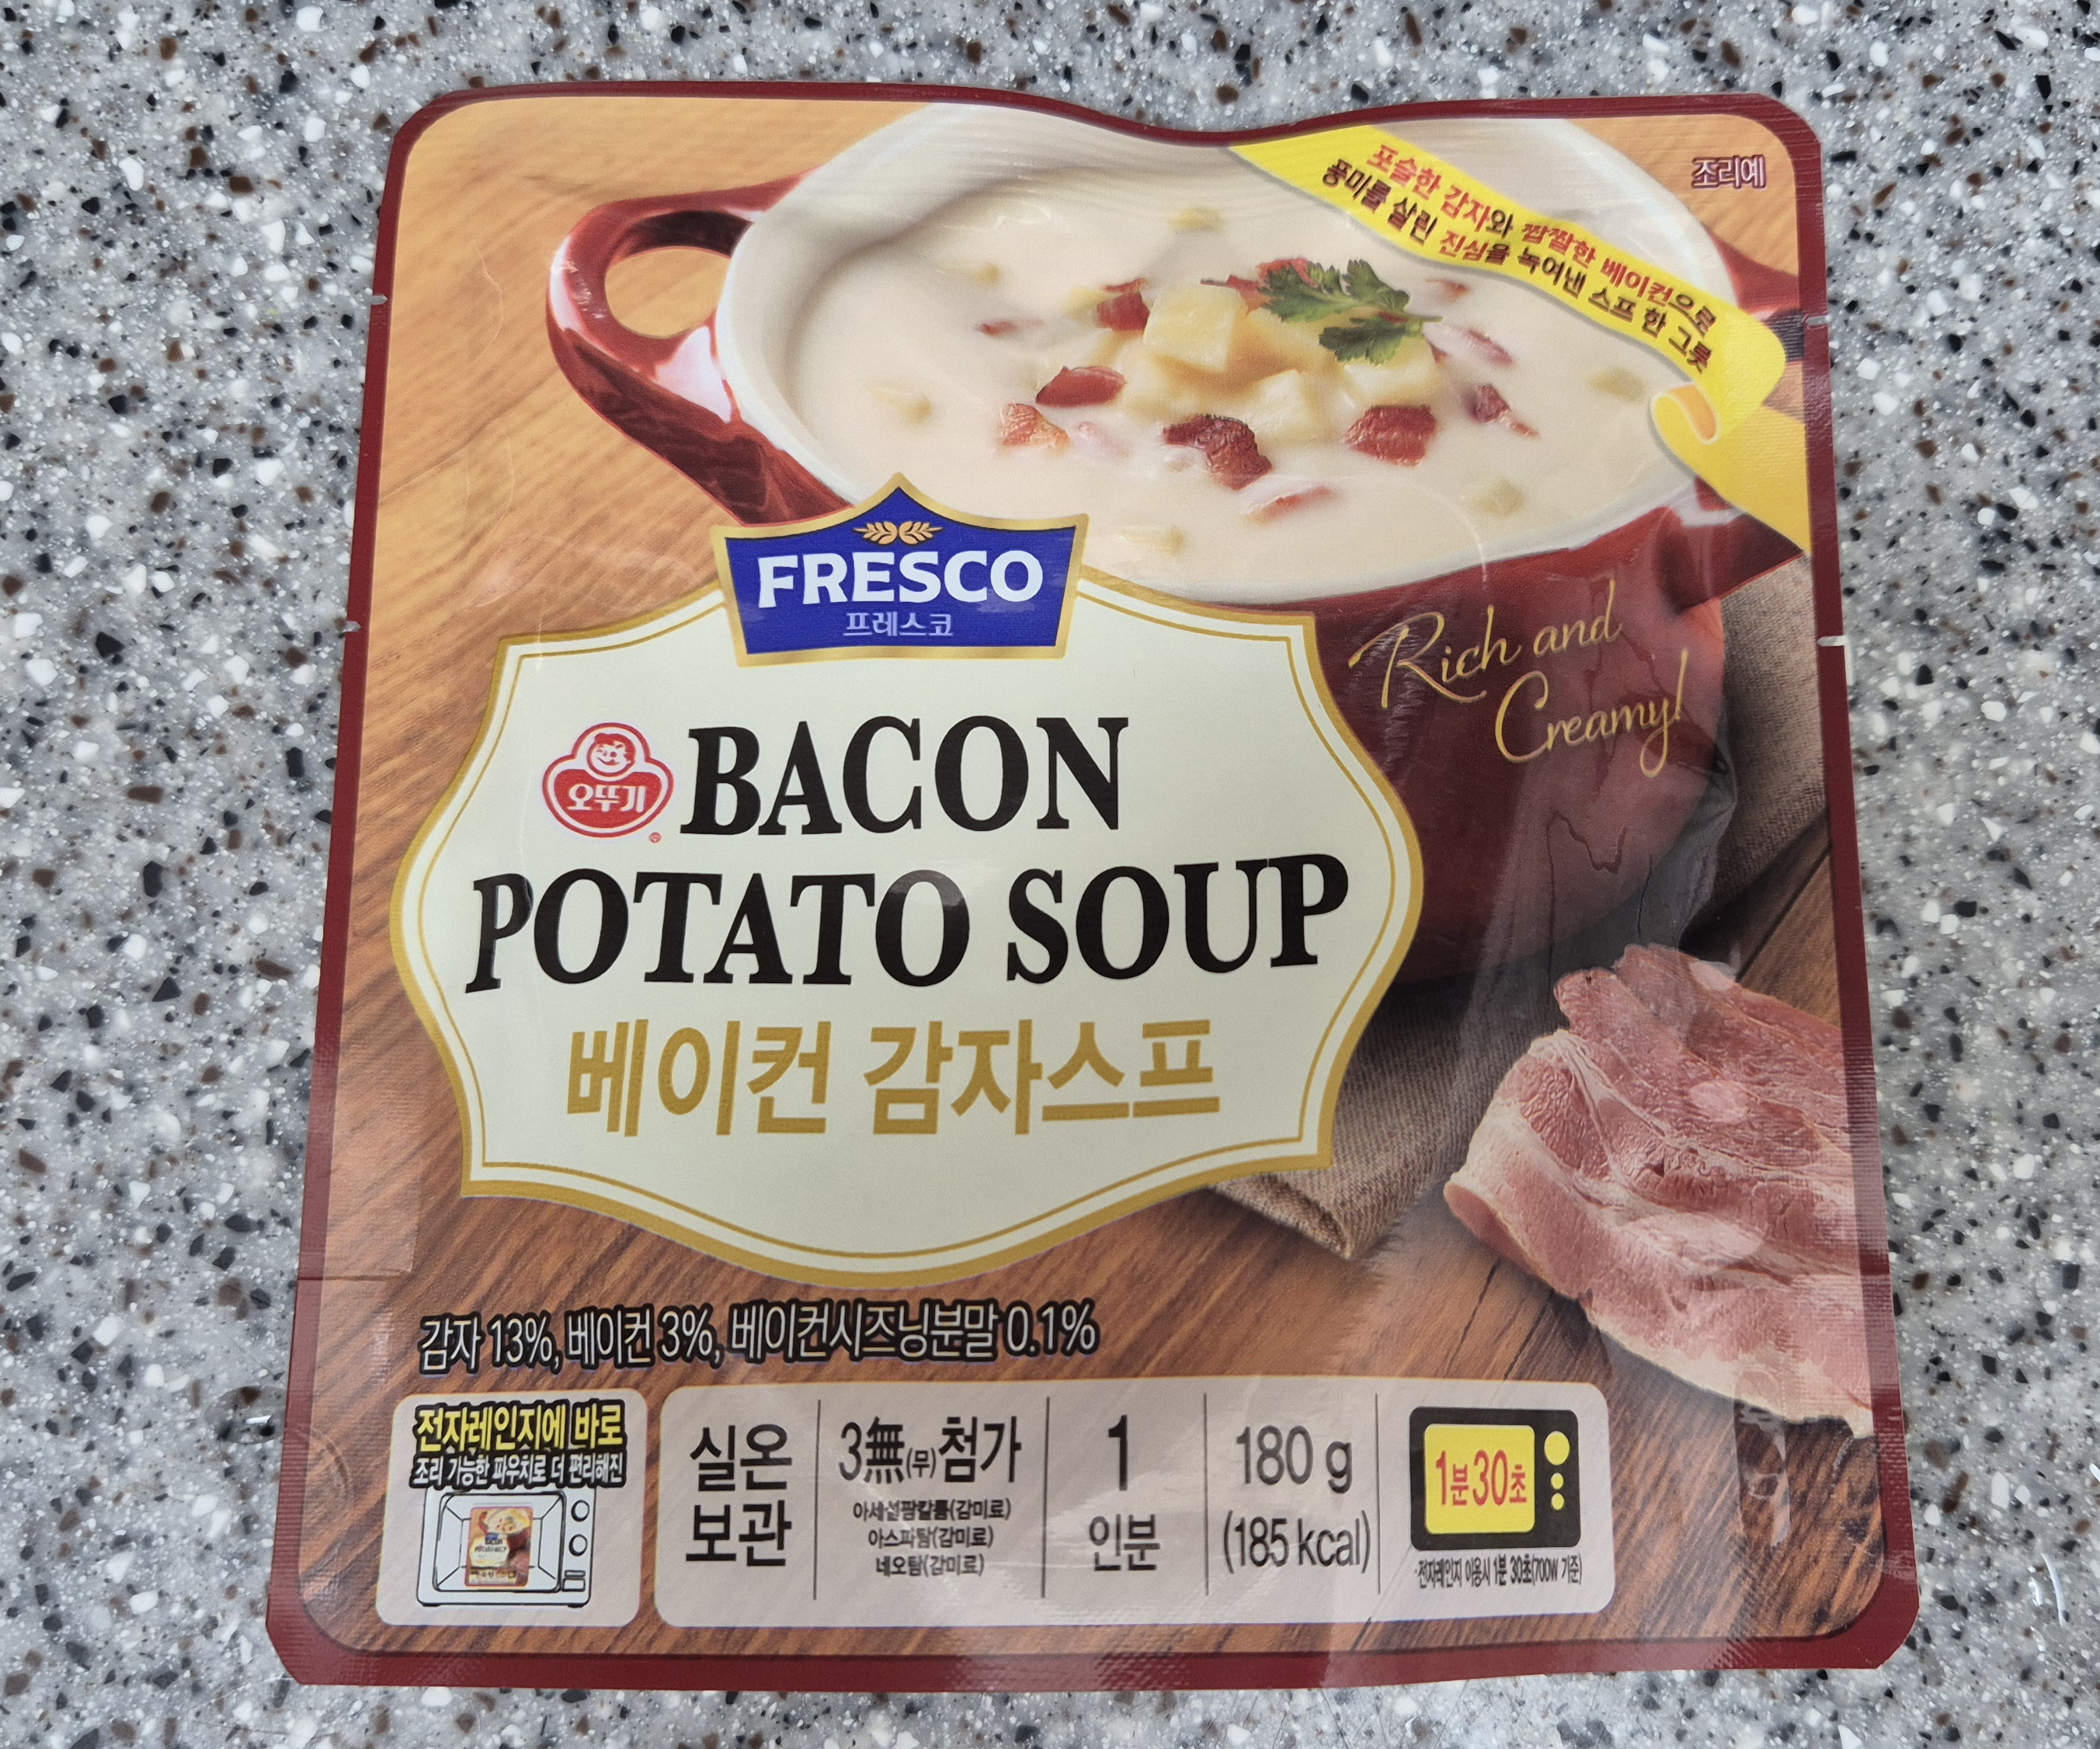 조리예
포슬한 감자와 짭짤한 베이컨으로
풍미를 살린 진심을 녹여낸 스프 한 그릇
FRESCO
프레스코
Rich and
Creamy!
오뚜기
BACON
POTATO SOUP
베이컨 감자스프
감자 13%, 베이컨 3%, 베이컨시즈닝분말 0.1%
전자레인지에 바로
조리 가능한 파우치로 더 편리해진
BACON
POTATO SOUP
실온
보관
3無(무)첨가
아세설팜칼륨(감미료)
아스파탐(감미료)
네오탐(감미료)
1
인분
180 g
(185 kcal)
1분30초
·전자레인지 이용시 1분 30초(700W 기준)